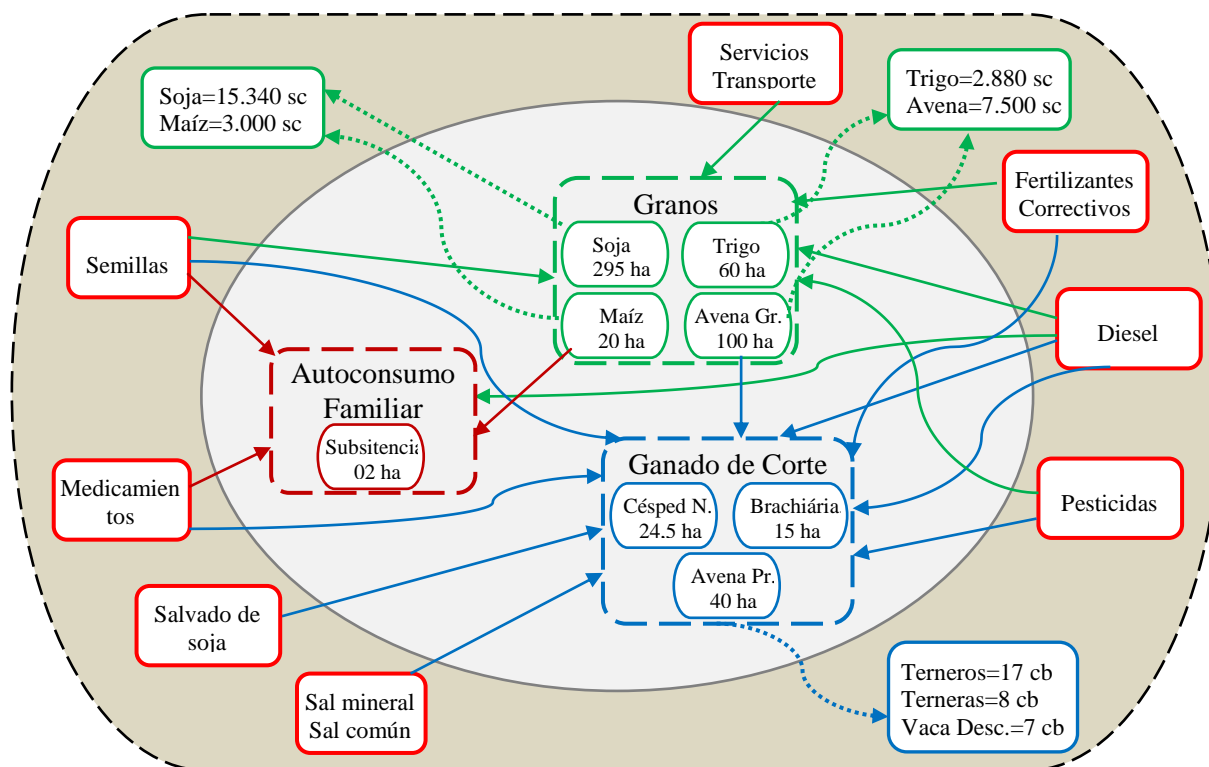 Servicios
Transporte
Soja=15.340 sc
Maíz=3.000 sc
Trigo=2.880 sc
Avena=7.500 sc
Fertilizantes
Correctivos
Granos
Soja
295 ha
Trigo
60 ha
Maíz
20 ha
Avena Gr.
100 ha
Semillas
Diesel
Autoconsumo
Familiar
Subsitencia
02 ha
Ganado de Corte
Césped N.
24.5 ha
Brachiária
15 ha
Avena Pr.
40 ha
Medicamien
tos
Pesticidas
Salvado de
soja
Sal mineral
Sal común
Terneros=17 cb
Terneras=8 cb
Vaca Desc.=7 cb